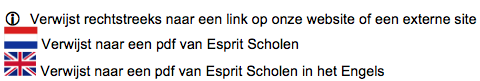 Verwijst rechtstreeks naar een link op onze website of een externe site
Verwijst naar een pdf van Esprit Scholen
Verwijst naar een pdf van Esprit Scholen in het Engels